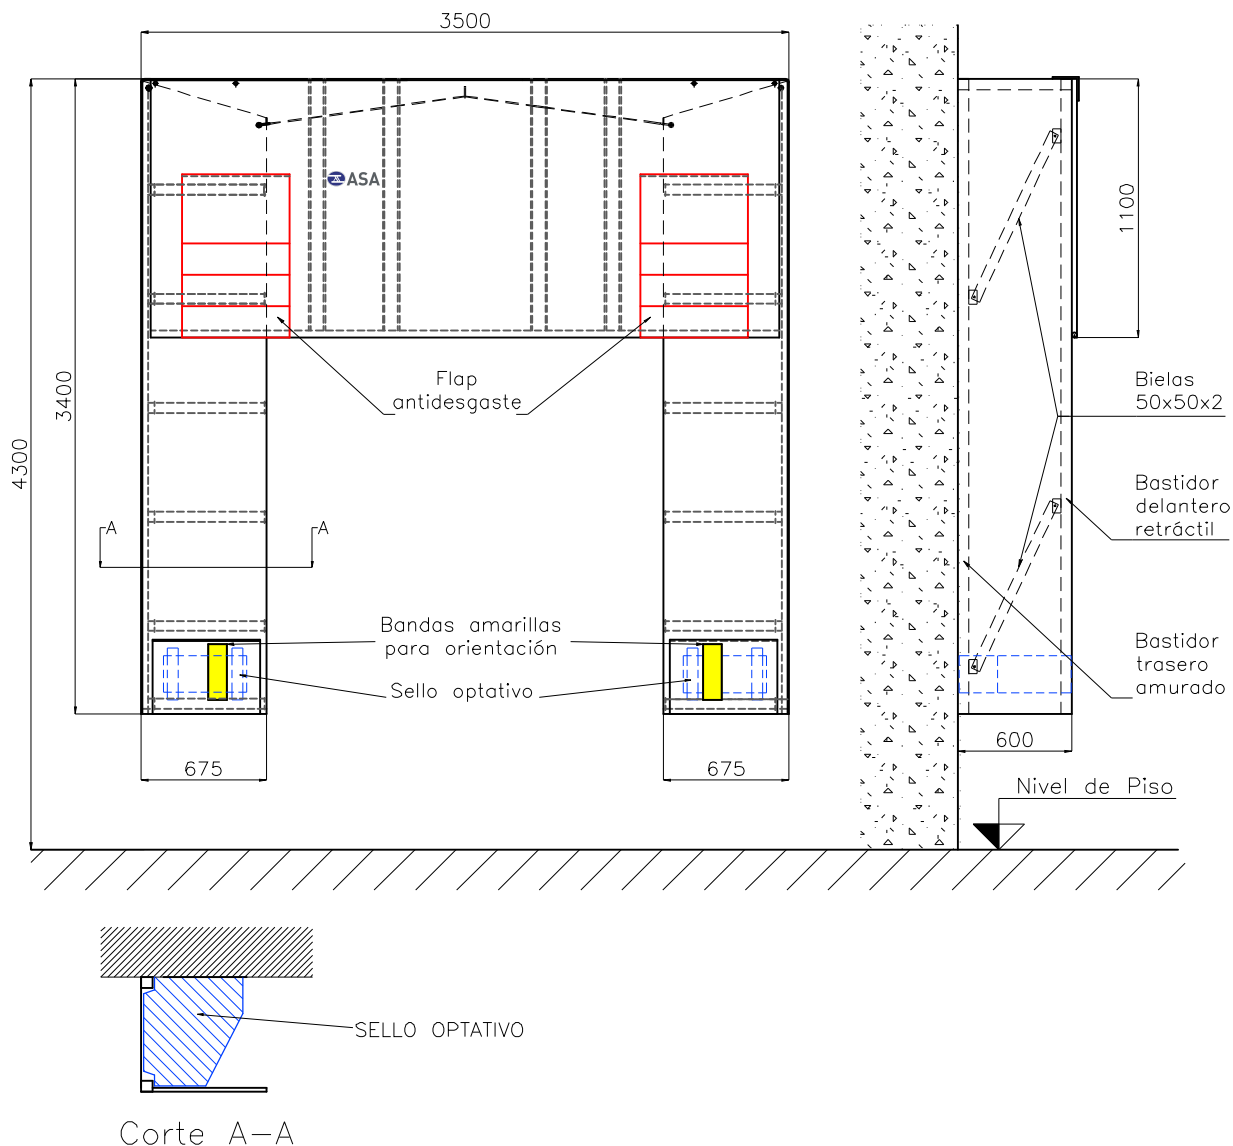 3500
4300
3400
ASA
1100
Flap
antidesgaste
Bielas
50x50x2
Bastidor
delantero
retráctil
A
A
Bandas amarillas
para orientación
Sello optativo
Bastidor
trasero
amurado
675
675
600
Nivel de Piso
SELLO OPTATIVO
Corte A-A